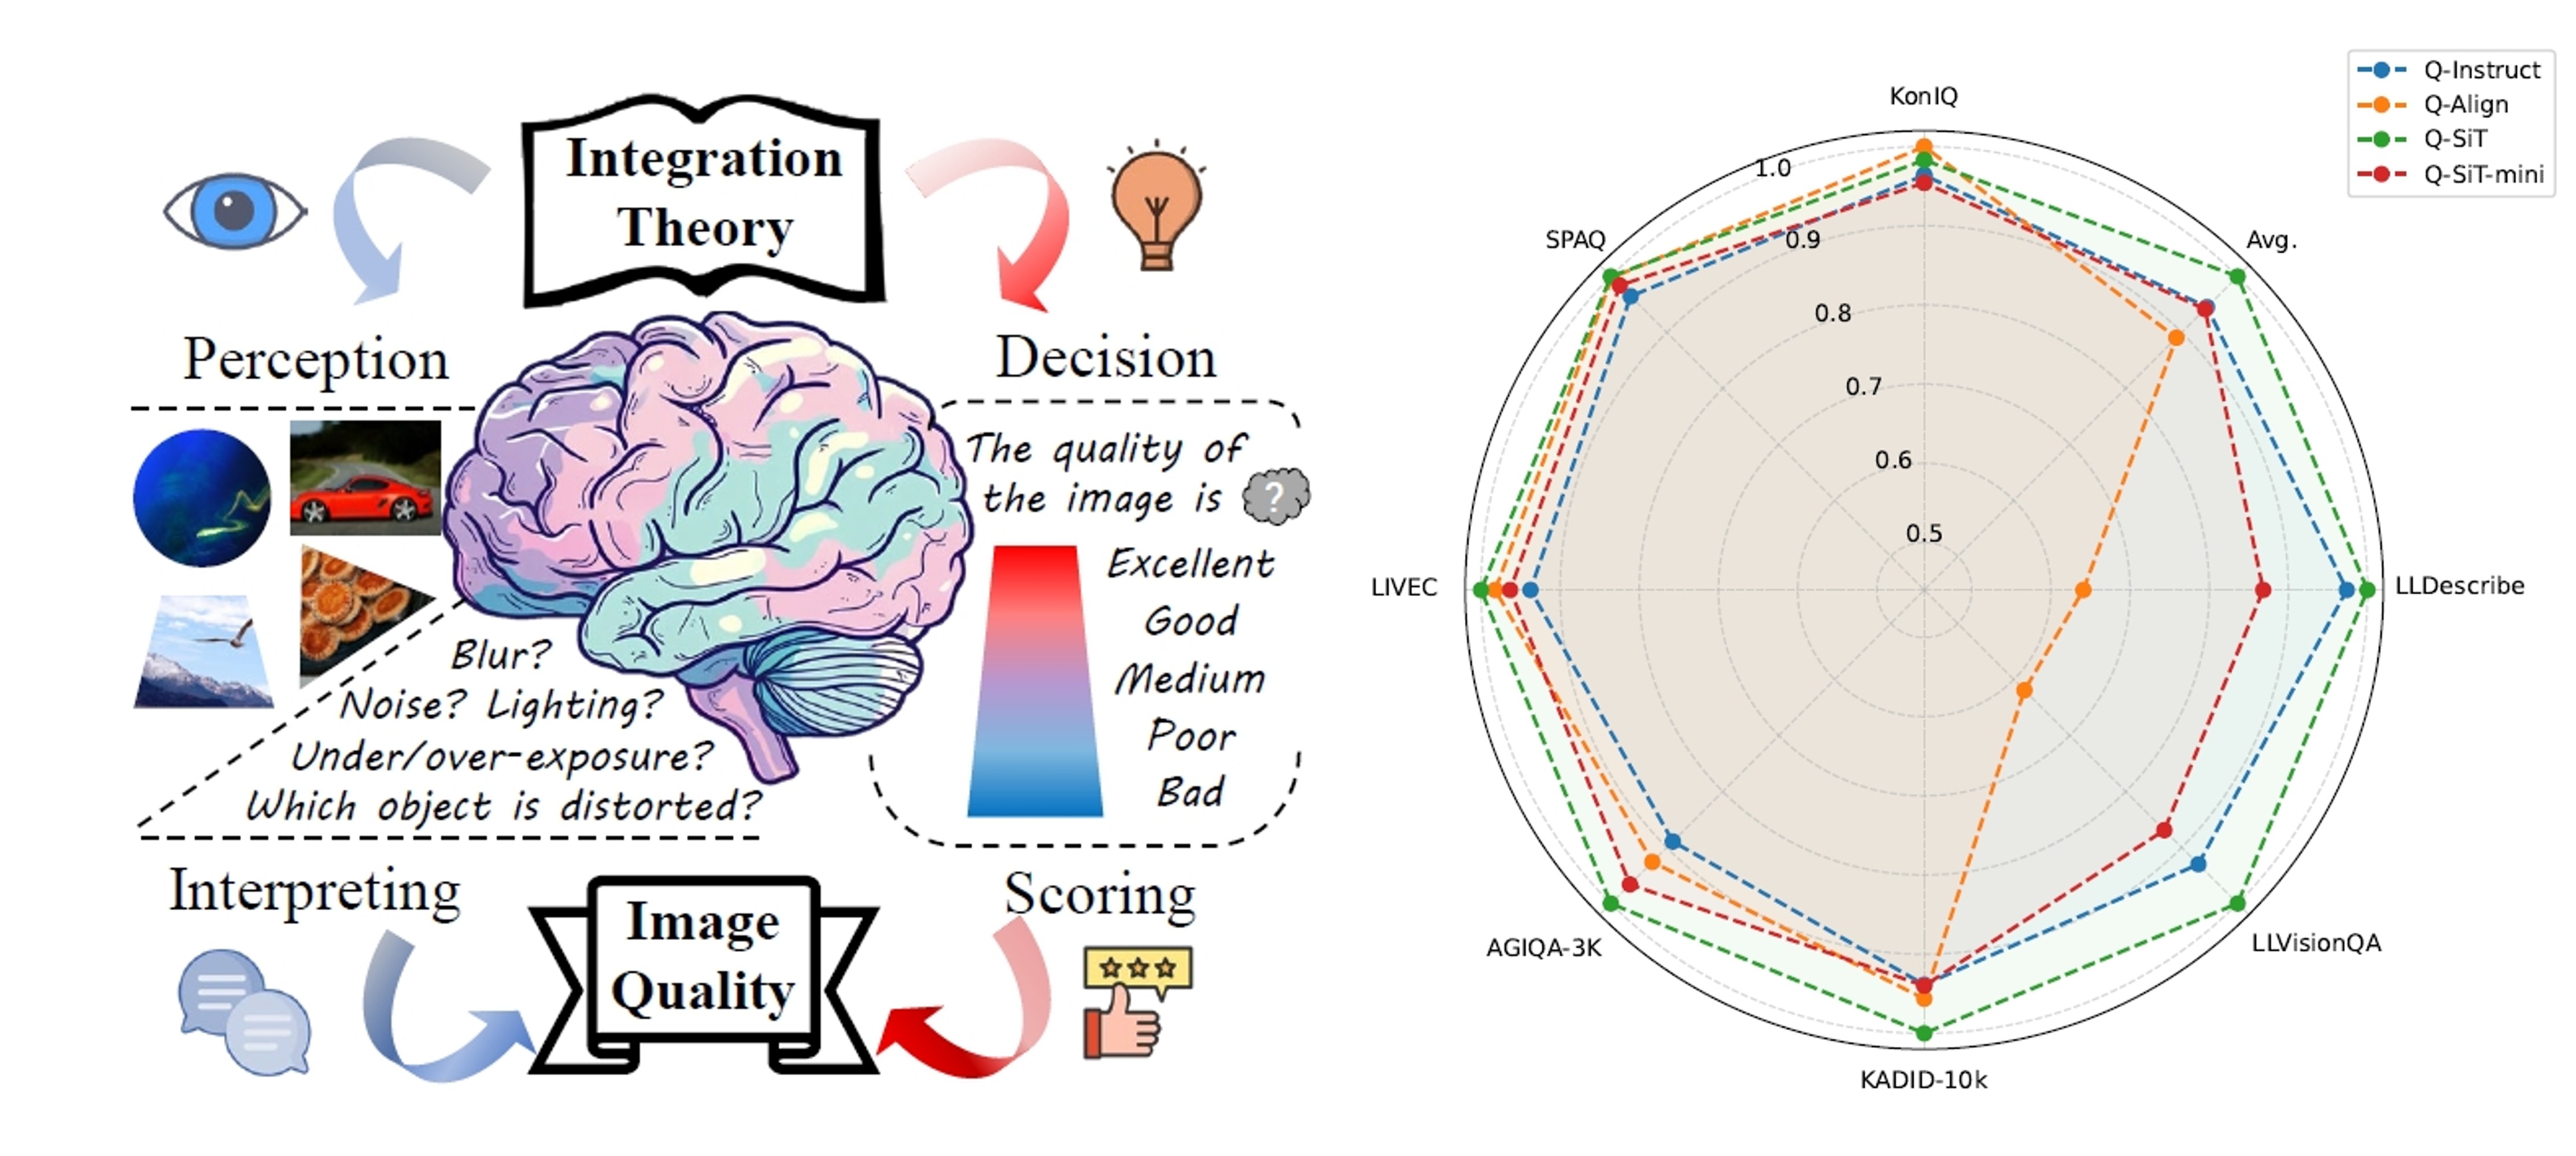 Integration
Theory
Perception
Decision
The quality of
the image is ?
Excellent
Good
Medium
Poor
Bad
Blur?
Noise? Lighting?
Under/over-exposure?
Which object is distorted?
Interpreting
Scoring
Image
Quality
Q-Instruct
Q-Align
Q-SiT
Q-SiT-mini
KonIQ
Avg.
SPAQ
LIVEC
LLDescribe
AGIQA-3K
LLVisionQA
KADID-10k
1.0
0.9
0.8
0.7
0.6
0.5